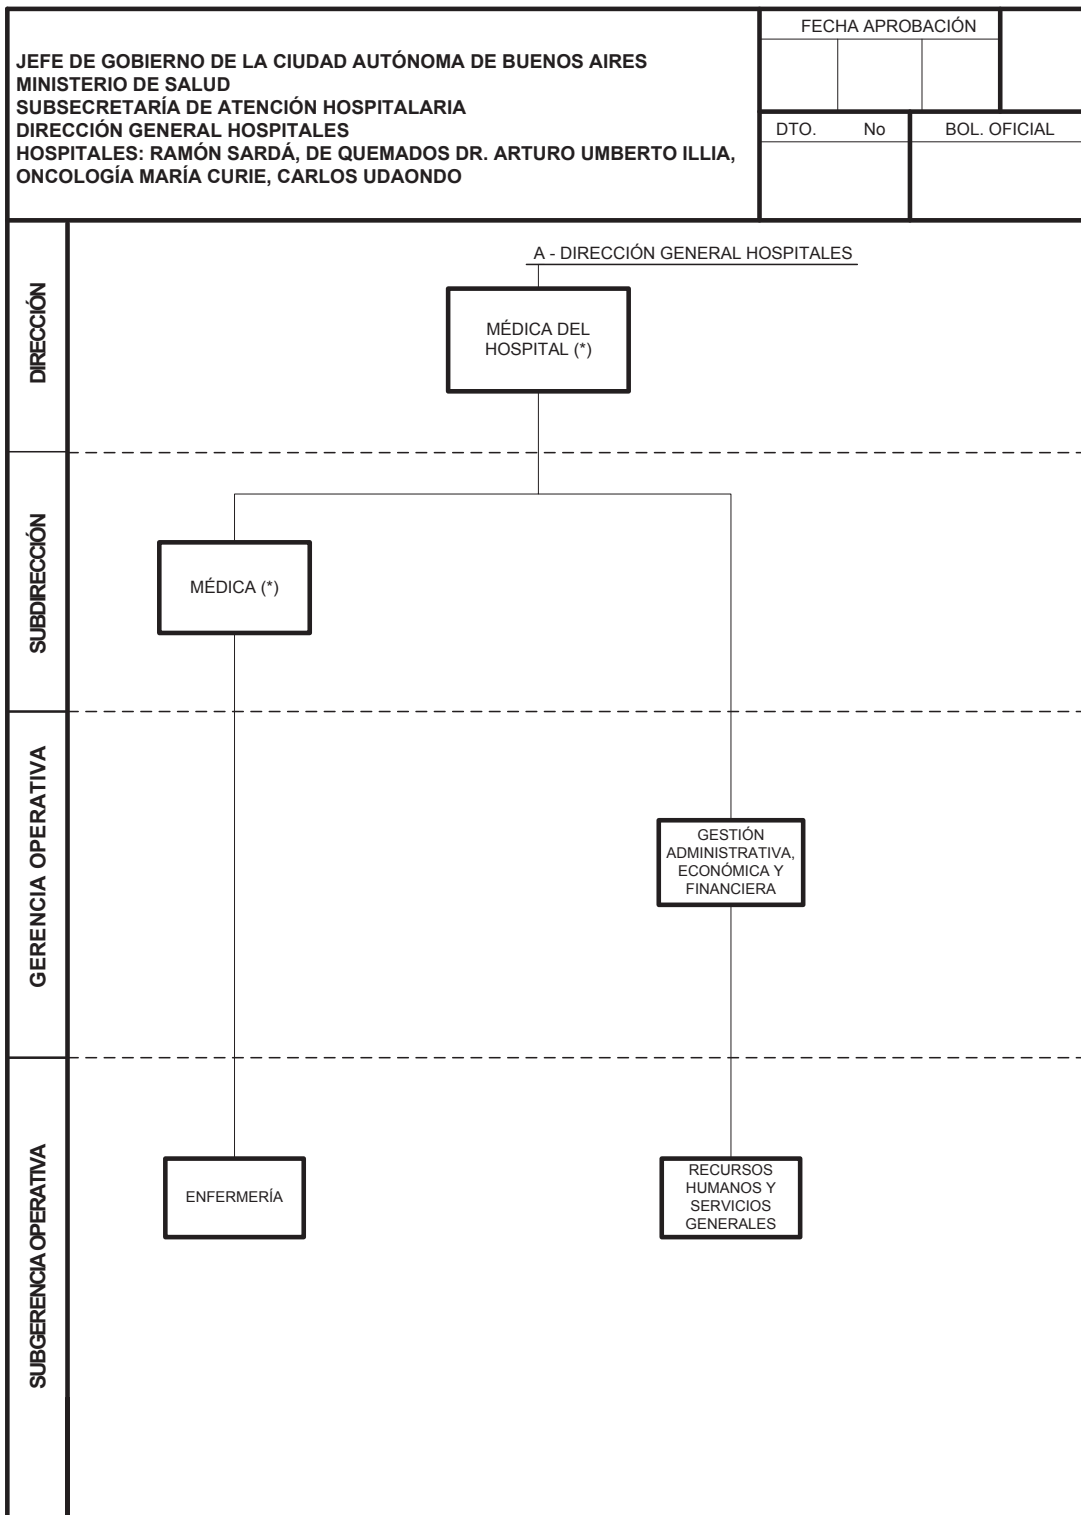 JEFE DE GOBIERNO DE LA CIUDAD AUTÓNOMA DE BUENOS AIRES
MINISTERIO DE SALUD
SUBSECRETARÍA DE ATENCIÓN HOSPITALARIA
DIRECCIÓN GENERAL HOSPITALES
HOSPITALES: RAMÓN SARDÁ, DE QUEMADOS DR. ARTURO UMBERTO ILLIA,
ONCOLOGÍA MARÍA CURIE, CARLOS UDAONDO
FECHA APROBACIÓN
DTO. No
BOL. OFICIAL
DIRECCIÓN
A - DIRECCIÓN GENERAL HOSPITALES
MÉDICA DEL
HOSPITAL (*)
SUBDIRECCIÓN
MÉDICA (*)
GERENCIA OPERATIVA
GESTIÓN
ADMINISTRATIVA,
ECONÓMICA Y
FINANCIERA
SUBGERENCIA OPERATIVA
ENFERMERÍA
RECURSOS
HUMANOS Y
SERVICIOS
GENERALES